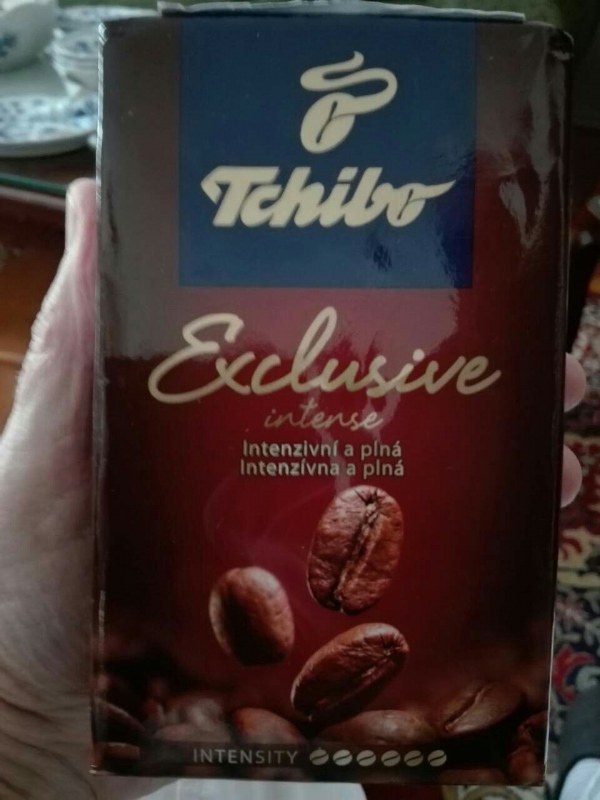 Tchibo
Exclusive
intense
Intenzivní a plná
Intenzívna a plná
INTENSITY